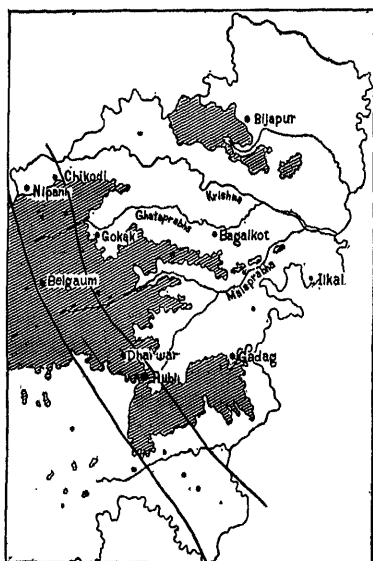 Bijapur
Chikodi
Nipani
Krishna
Ghataprabha
Gokak
Bagalkot
Belgaum
Malaprabha
Ilkal
Dharwar
Gadag
Hubli